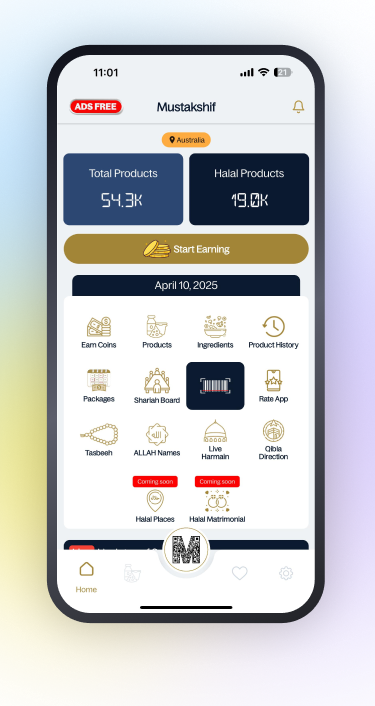 11:01
21
ADS FREE
Mustakshif
Australia
Total Products
Halal Products
54.3K
19.0K
Start Earning
April 10, 2025
Earn Coins
Products
Ingredients
Product History
Packages
Shariah Board
Rate App
Tasbeeh
ALLAH Names
Live
Harmain
Qibla
Direction
Coming soon
Coming soon
Halal Places
Halal Matrimonial
M
Home